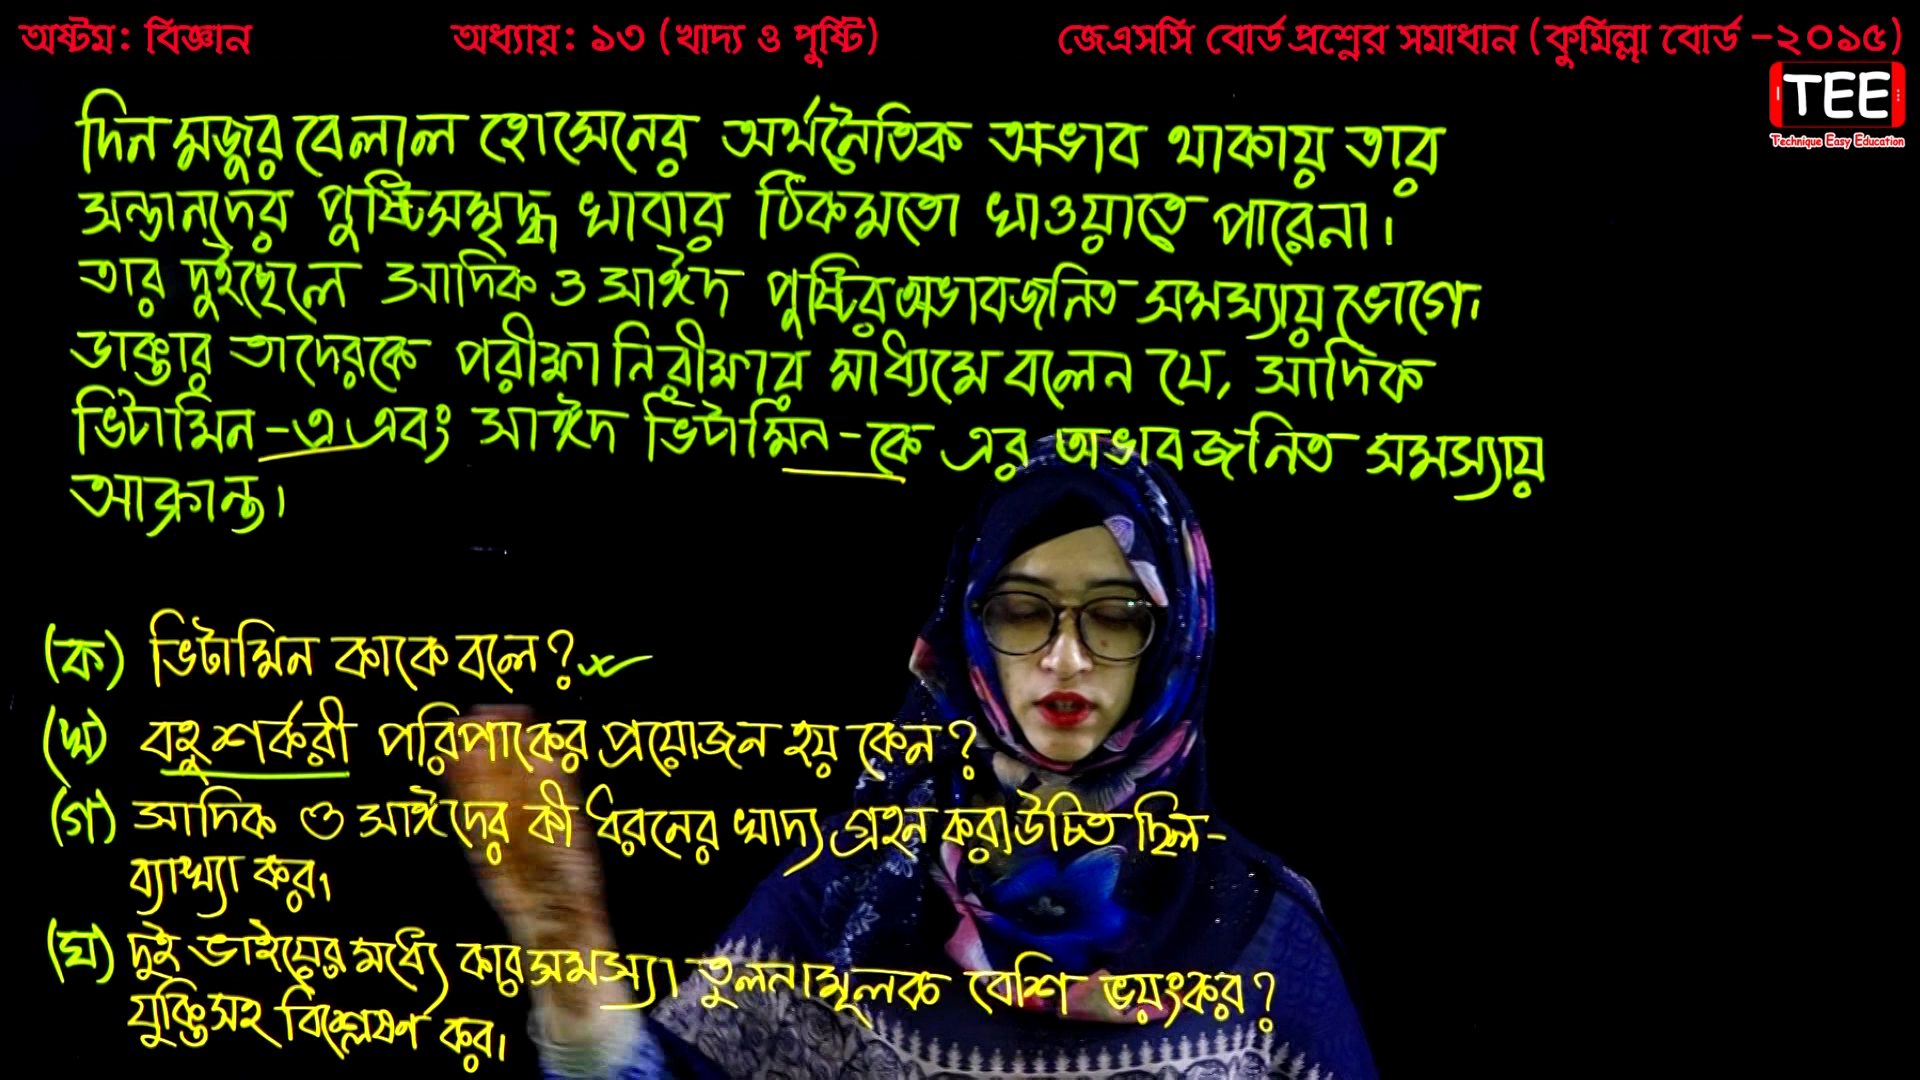 অষ্টম: বিজ্ঞান
অধ্যায়: ১৩ (খাদ্য ও পুষ্টি)
জেএসসি বোর্ড প্রশ্নের সমাধান (কুমিল্লা বোর্ড -২০১৫)
TEE
Technique Easy Education
দিন মজুর বেলাল হোসেনের অর্থনৈতিক অভাব থাকায় তার
সন্তানদের পুষ্টিসমৃদ্ধ খাবার ঠিকমতো খাওয়াতে পারেনা।
তার দুইছেলে সাদিক ও সাঈদ পুষ্টির অভাবজনিত সমস্যায় ভোগে।
ডাক্তার তাদেরকে পরীক্ষা নিরীক্ষার মাধ্যমে বলেন যে, সাদিক
ভিটামিন-এ এবং সাঈদ ভিটামিন-কে এর অভাবজনিত সমস্যায়
আক্রান্ত।
(ক) ভিটামিন কাকে বলে?
(খ) বহু শর্করী পরিপাকের প্রয়োজন হয় কেন?
(গ) সাদিক ও সাঈদের কী ধরনের খাদ্য গ্রহন করা উচিত ছিল-
ব্যাখ্যা কর।
(ঘ) দুই ভাইয়ের মধ্যে কার সমস্যা তুলনামূলক বেশি ভয়ংকর?
যুক্তিসহ বিশ্লেষণ কর।